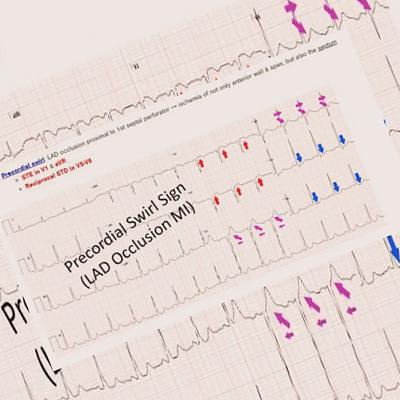 aVR
V1
Precordial swirl: LAD occlusion proximal to 1st septal perforator → ischemia of not only anterior wall & apex, but also the septum
STE in V1 & aVR
Reciprocal STD in V5-V6
Precordial Swirl Sign
(LAD Occlusion MI)
Pr
(L